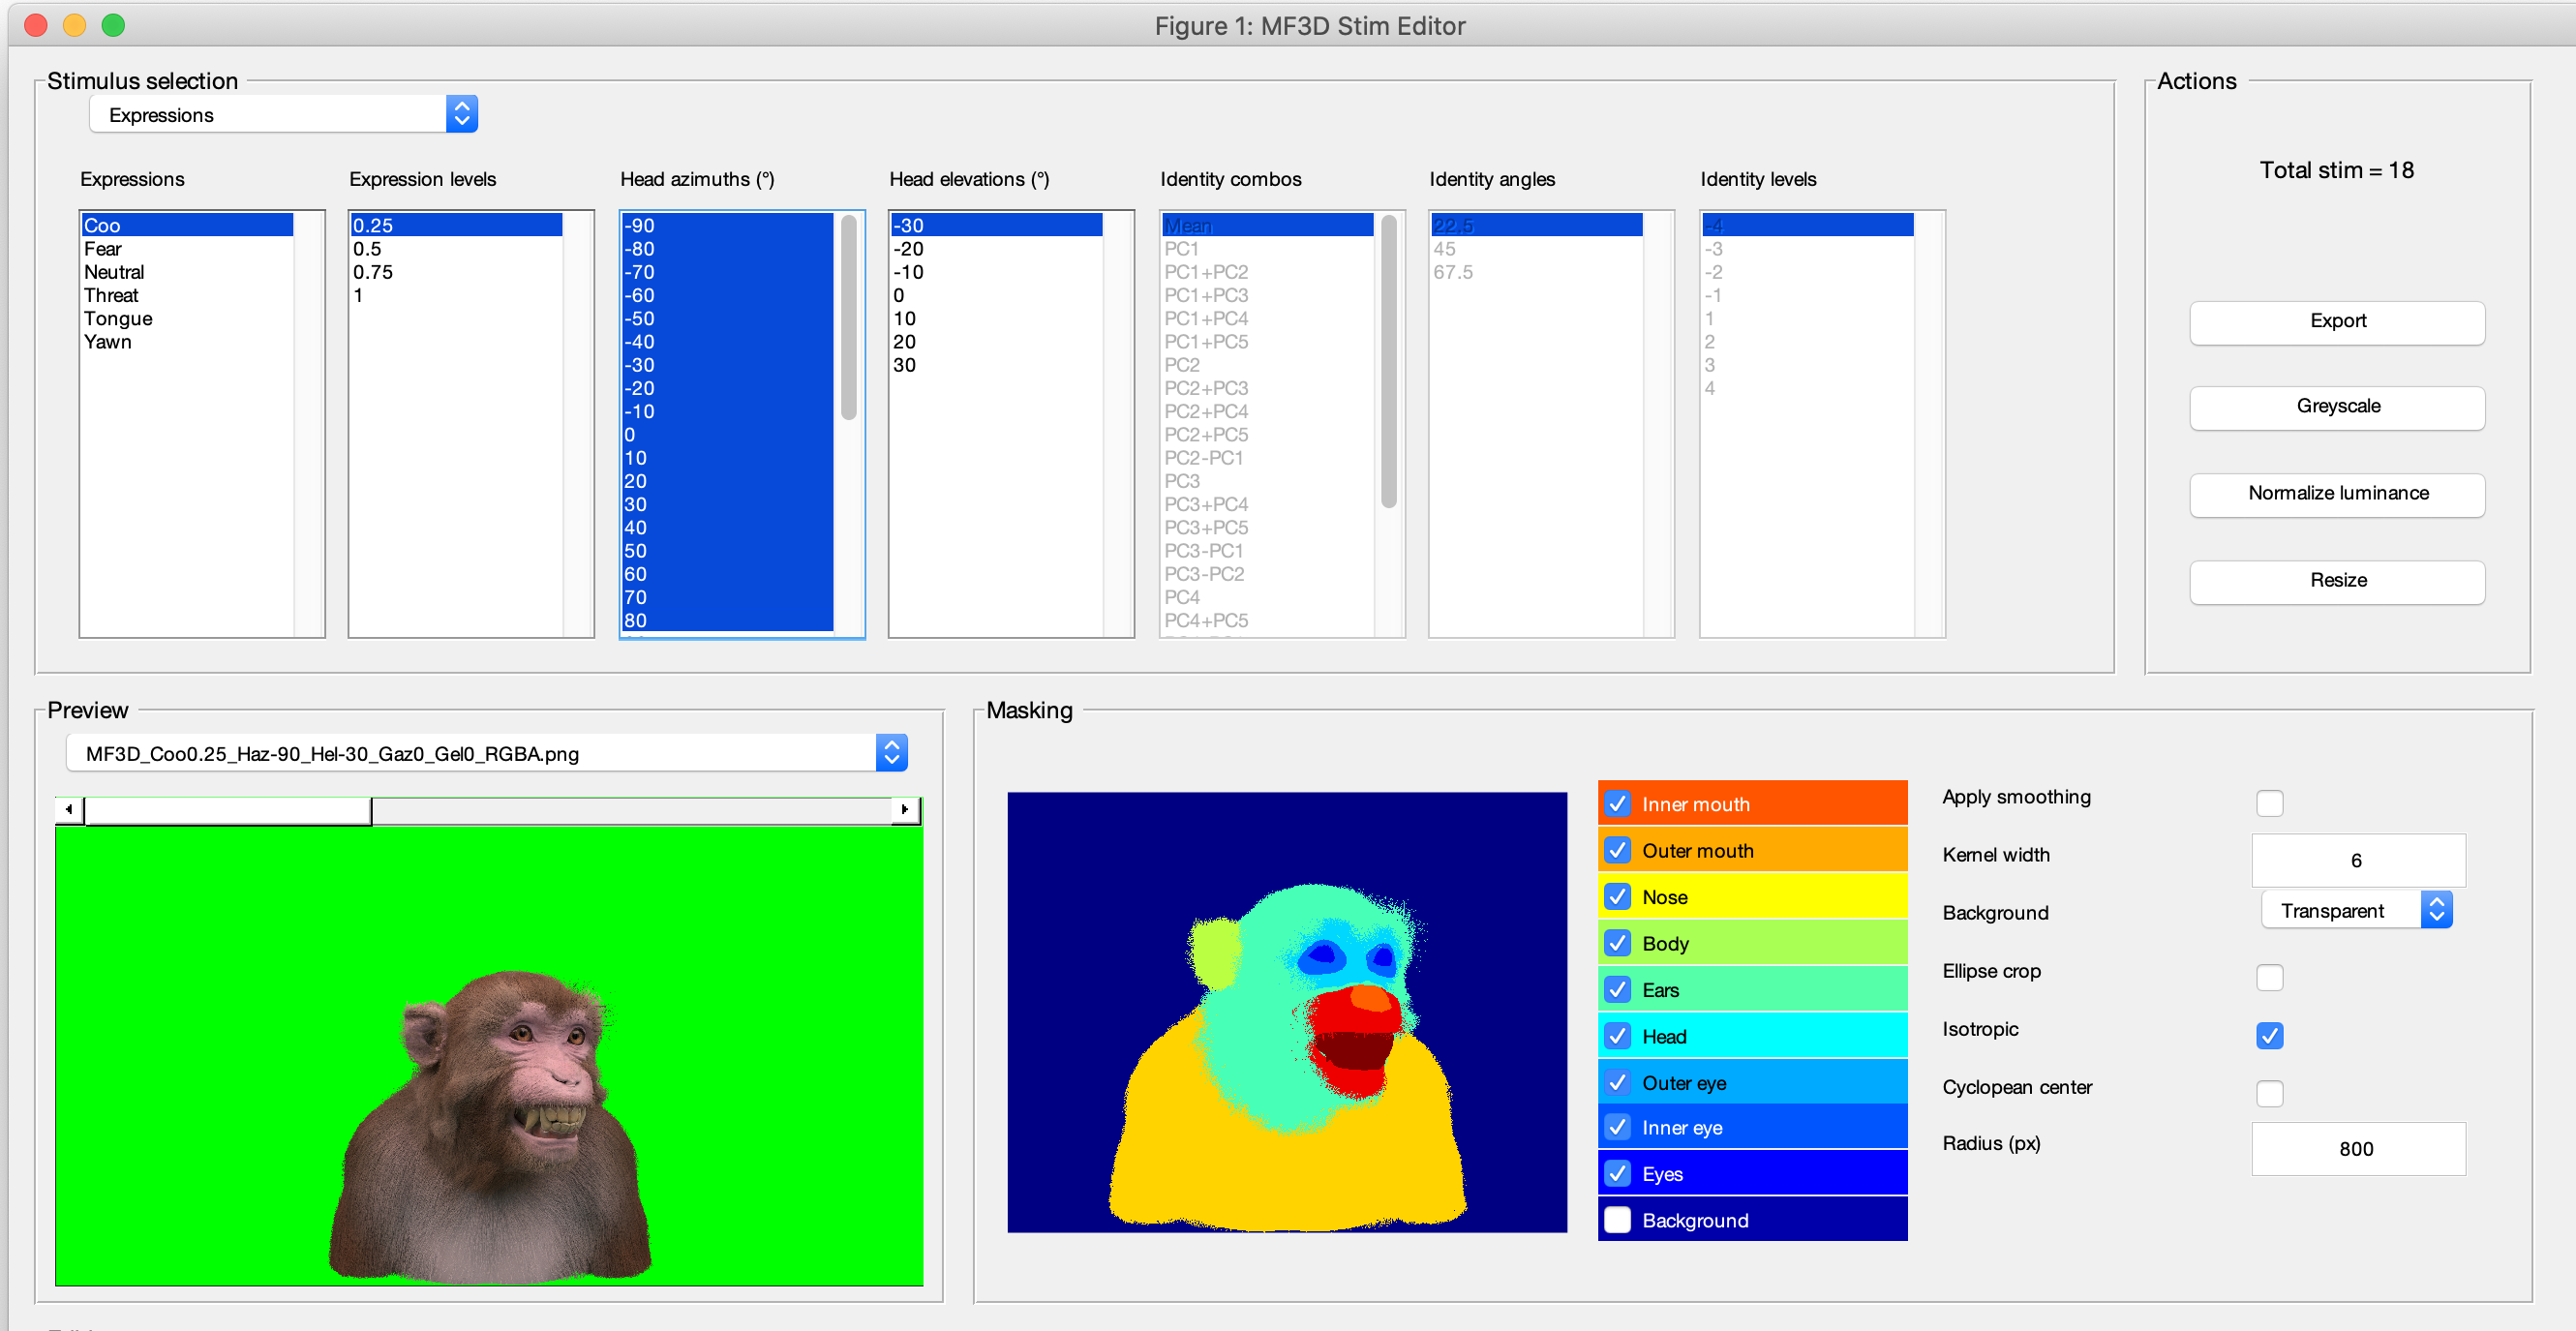 Figure 1: MF3D Stim Editor
Stimulus selection
Expressions
Expressions
Coo
Fear
Neutral
Threat
Tongue
Yawn
Expression levels
0.25
0.5
0.75
1
Head azimuths (°)
-90
-80
-70
-60
-50
-40
-30
-20
-10
0
10
20
30
40
50
60
70
80
Head elevations (°)
-30
-20
-10
0
10
20
30
Identity combos
Mean
PC1
PC1+PC2
PC1+PC3
PC1+PC4
PC1+PC5
PC2
PC2+PC3
PC2+PC4
PC2+PC5
PC2-PC1
PC3
PC3+PC4
PC3+PC5
PC3-PC1
PC3-PC2
PC4
PC4+PC5
Identity angles
22.5
45
67.5
Identity levels
-4
-3
-2
-1
1
2
3
4
Actions
Total stim = 18
Export
Greyscale
Normalize luminance
Resize
Preview
MF3D_Coo0.25_Haz-90_Hel-30_Gaz0_Gel0_RGBA.png
Masking
Inner mouth
Outer mouth
Nose
Body
Ears
Head
Outer eye
Inner eye
Eyes
Background
Apply smoothing
Kernel width
6
Background
Transparent
Ellipse crop
Isotropic
Cyclopean center
Radius (px)
800